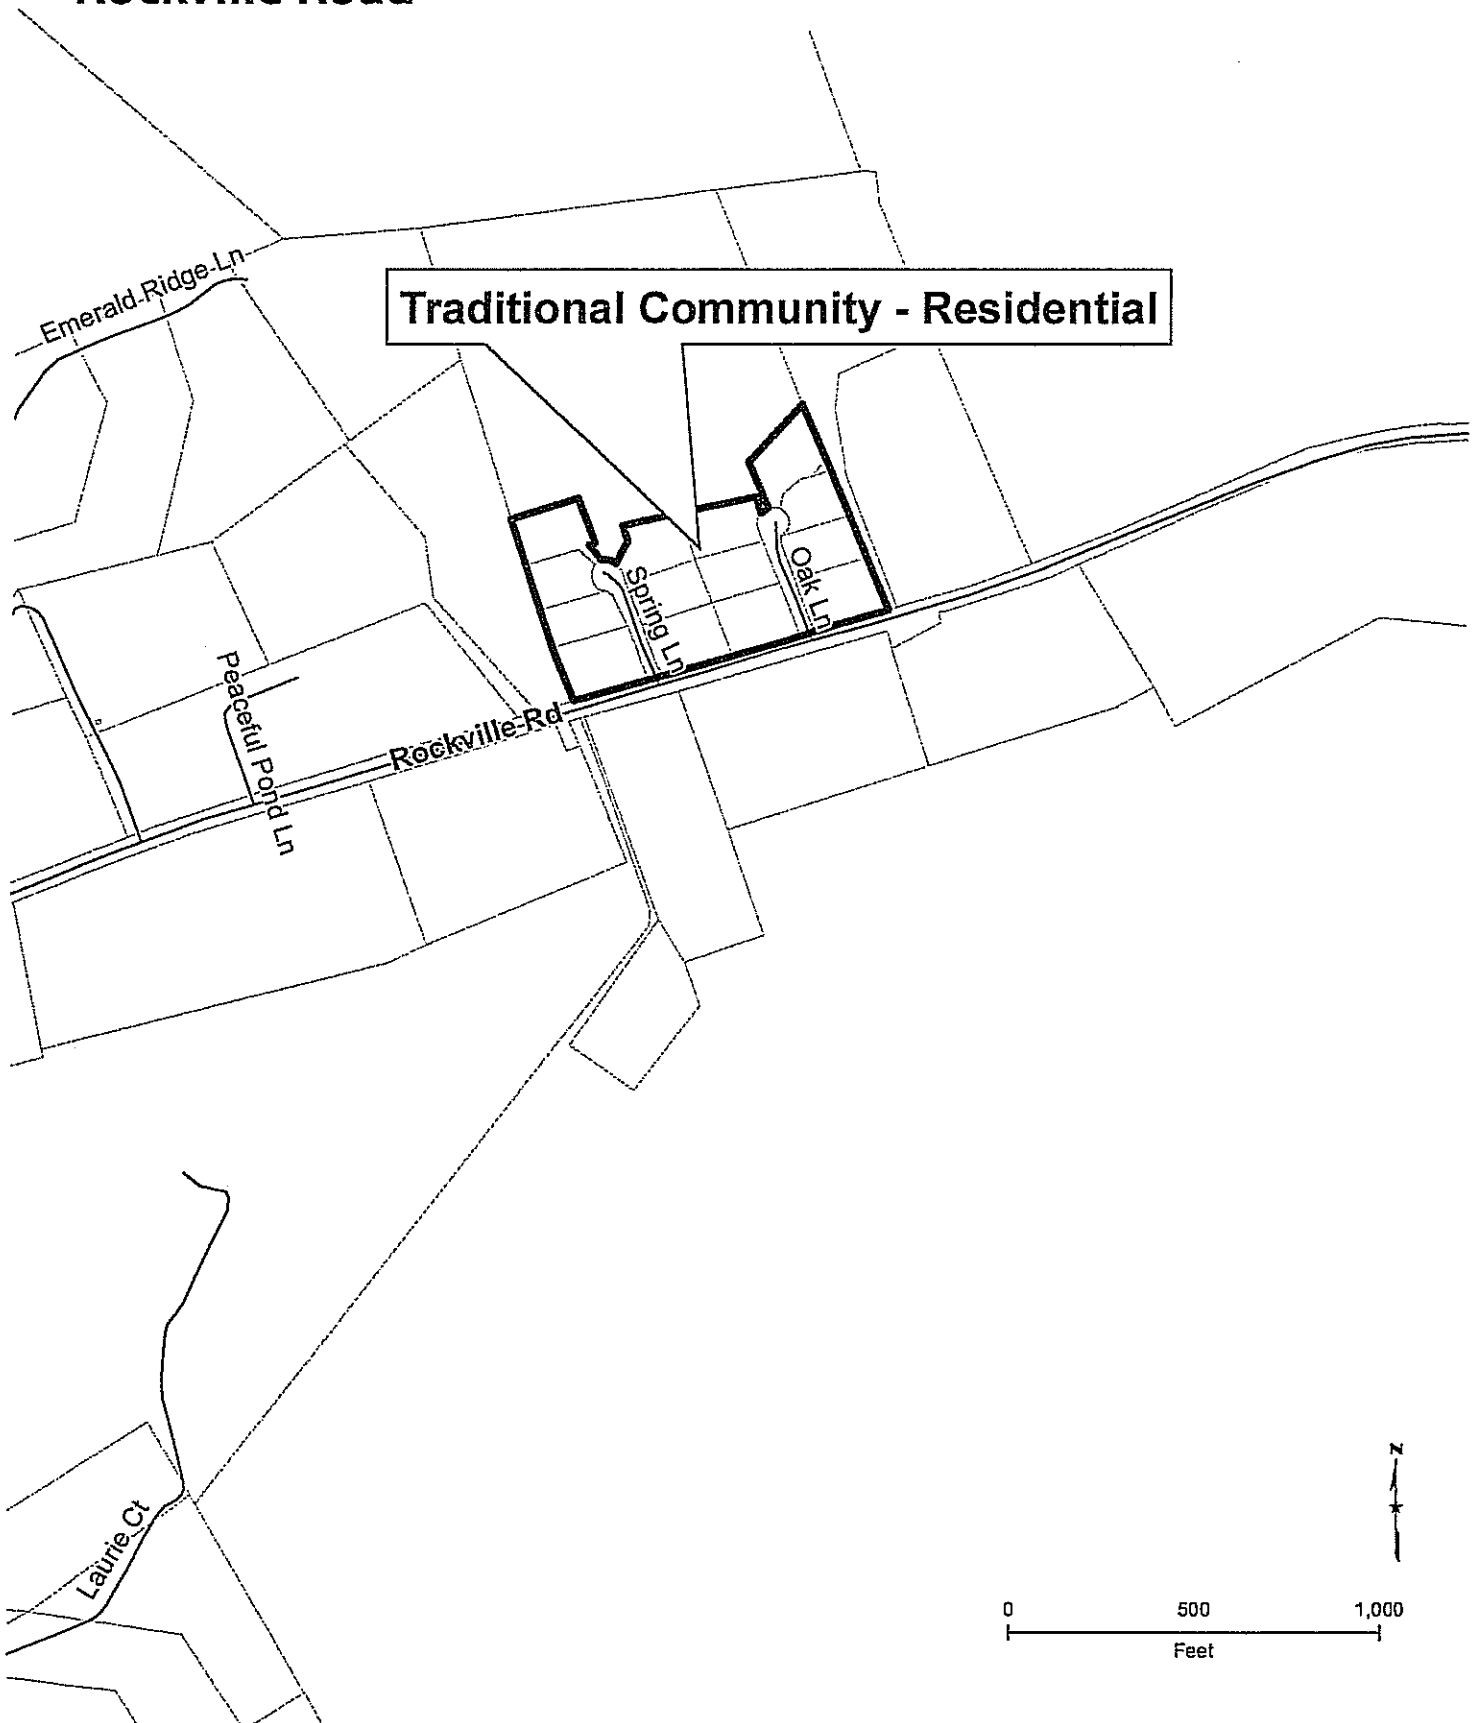 Rockville Road
Emerald Ridge Ln
Traditional Community - Residential
Oak Ln
Spring Ln
Peaceful Pond Ln
Rockville Rd
Laurie Ct
N
0 500 1,000
Feet